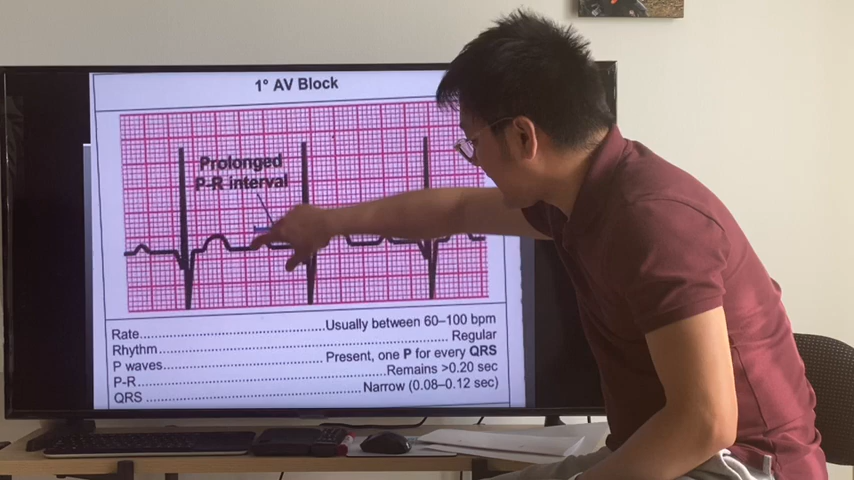 1° AV Block
Prolonged
P-R interval
Rate............................................Usually between 60–100 bpm
Rhythm............................................Regular
P waves............................................Present, one P for every QRS
P-R............................................Remains >0.20 sec
QRS............................................Narrow (0.08–0.12 sec)